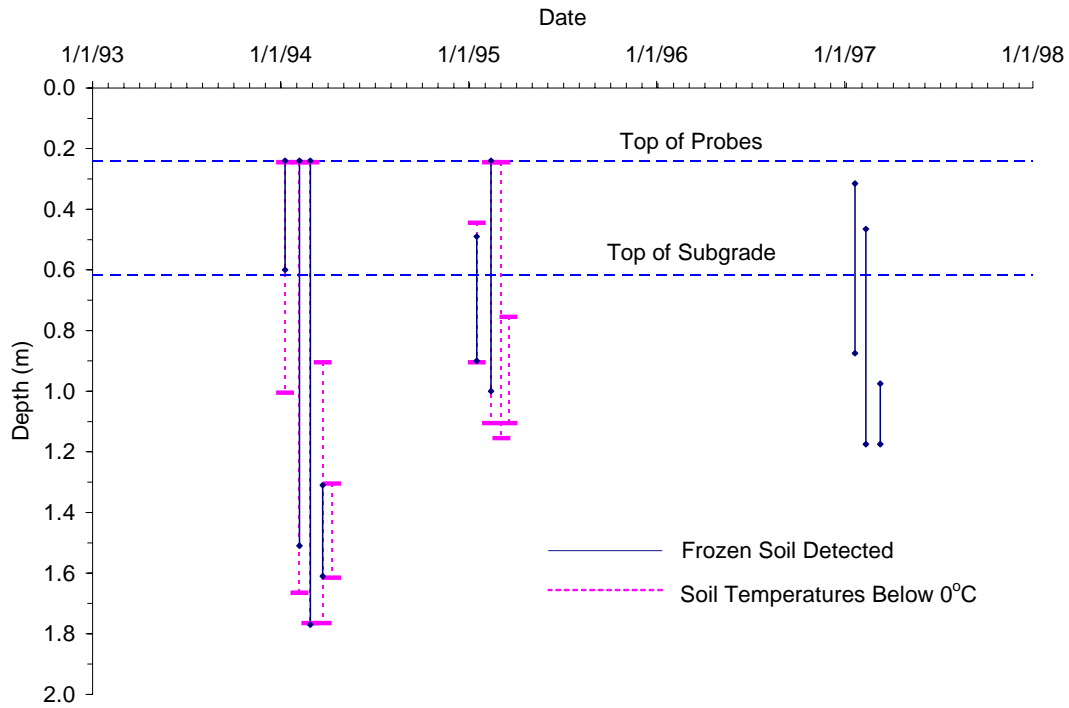 Date
1/1/93 1/1/94 1/1/95 1/1/96 1/1/97 1/1/98
0.0
Top of Probes
0.2
0.4
Top of Subgrade
0.6
0.8
Depth (m)
1.0
1.2
1.4
Frozen Soil Detected
1.6
Soil Temperatures Below 0°C
1.8
2.0